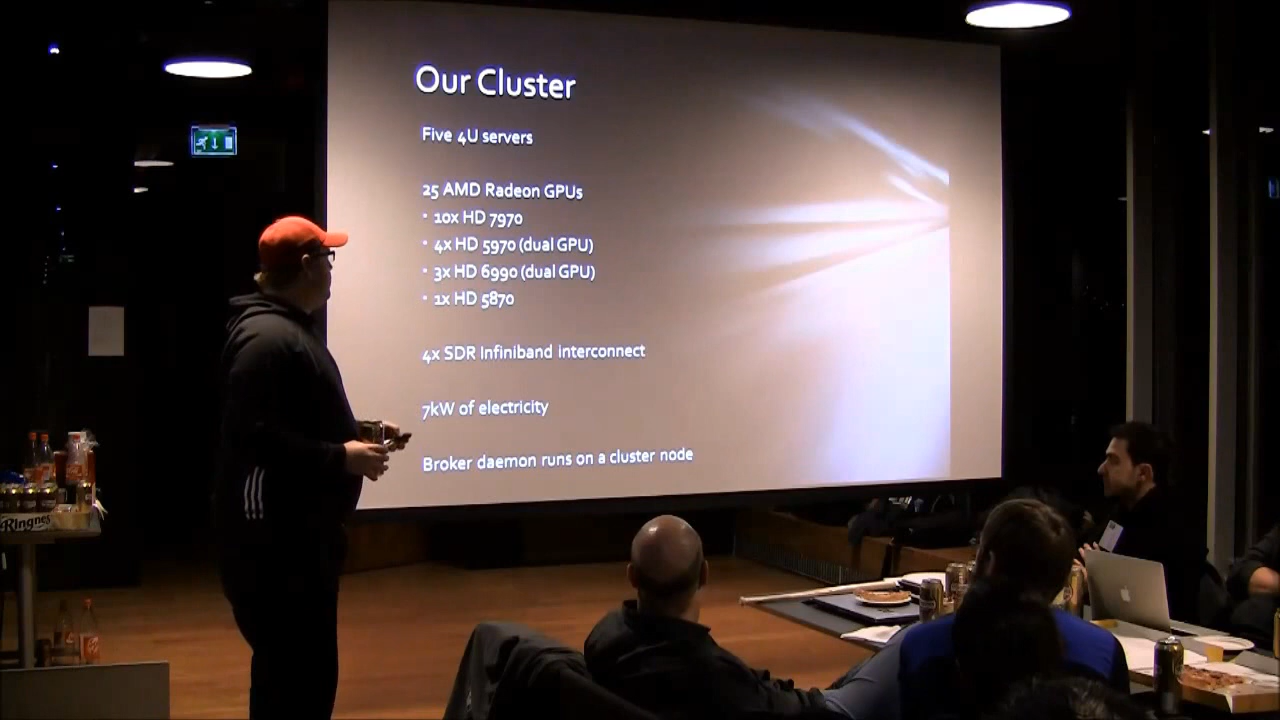 Our Cluster
Five 4U servers
25 AMD Radeon GPUs
• 10x HD 7970
• 4x HD 5970 (dual GPU)
• 3x HD 6990 (dual GPU)
• 1x HD 5870
4x SDR Infiniband interconnect
7kW of electricity
Broker daemon runs on a cluster node
Ringnes